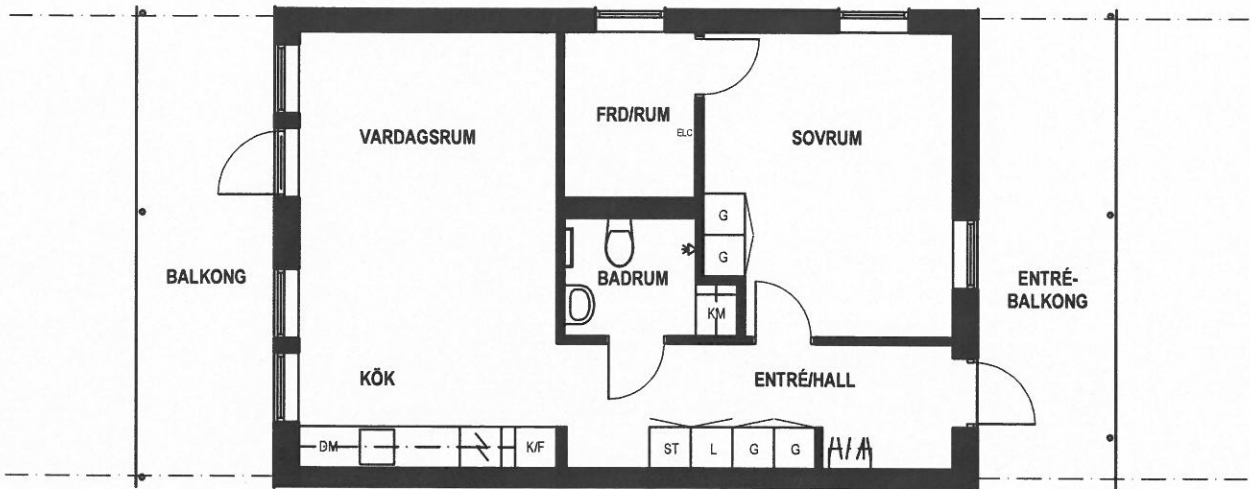 FRD/RUM
ELC
VARDAGSRUM
SOVRUM
G
G
BALKONG
BADRUM
ENTRÉ-
BALKONG
KM
KÖK
ENTRÉ/HALL
DM
K/F
ST
L
G
G